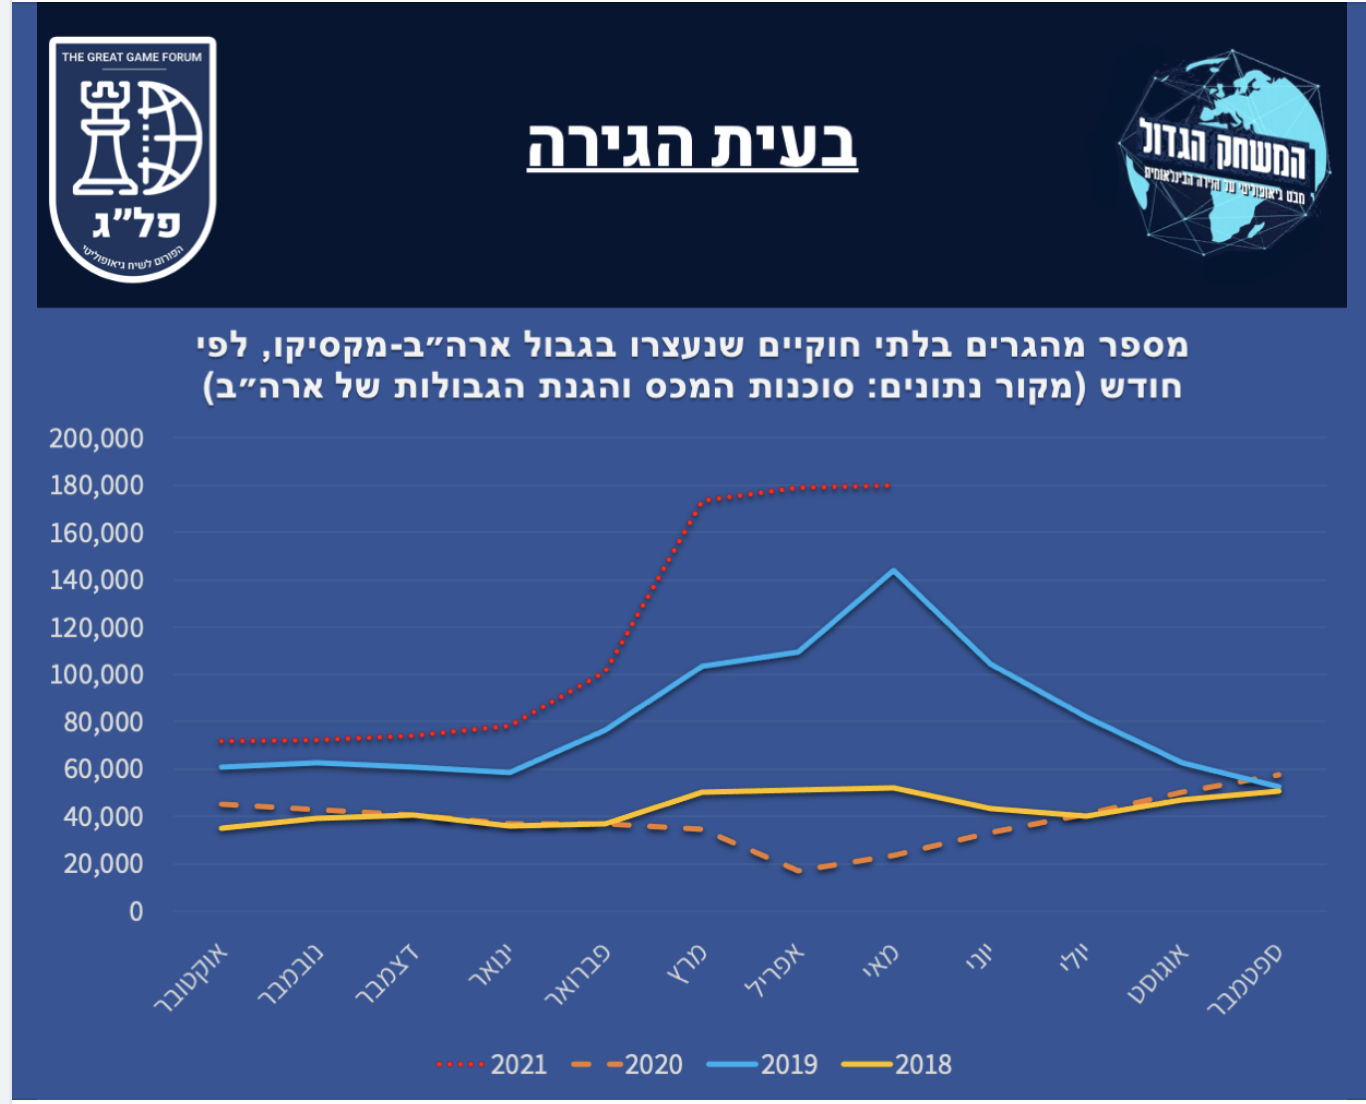 THE GREAT GAME FORUM
פל״ג
הפורום לשיח גיאופוליטי
בעית הגירה
המשחק הגדול
מבט גיאופוליטי על הזירה הבינלאומית
מספר מהגרים בלתי חוקיים שנעצרו בגבול ארה״ב-מקסיקו, לפי
חודש (מקור נתונים: סוכנות המכס והגנת הגבולות של ארה״ב)
200,000
180,000
160,000
140,000
120,000
100,000
80,000
60,000
40,000
20,000
0
אוקטובר
נובמבר
דצמבר
ינואר
פברואר
מרץ
אפריל
מאי
יוני
יולי
אוגוסט
ספטמבר
2021 2020 2019 2018